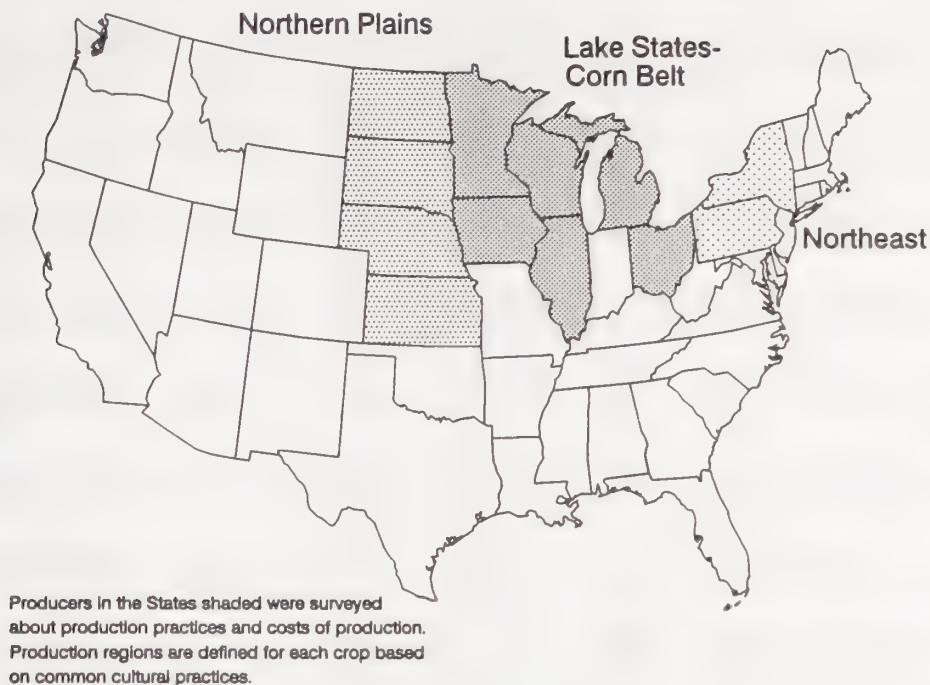 Northern Plains
Lake States-
Corn Belt
Northeast
Producers in the States shaded were surveyed
about production practices and costs of production.
Production regions are defined for each crop based
on common cultural practices.